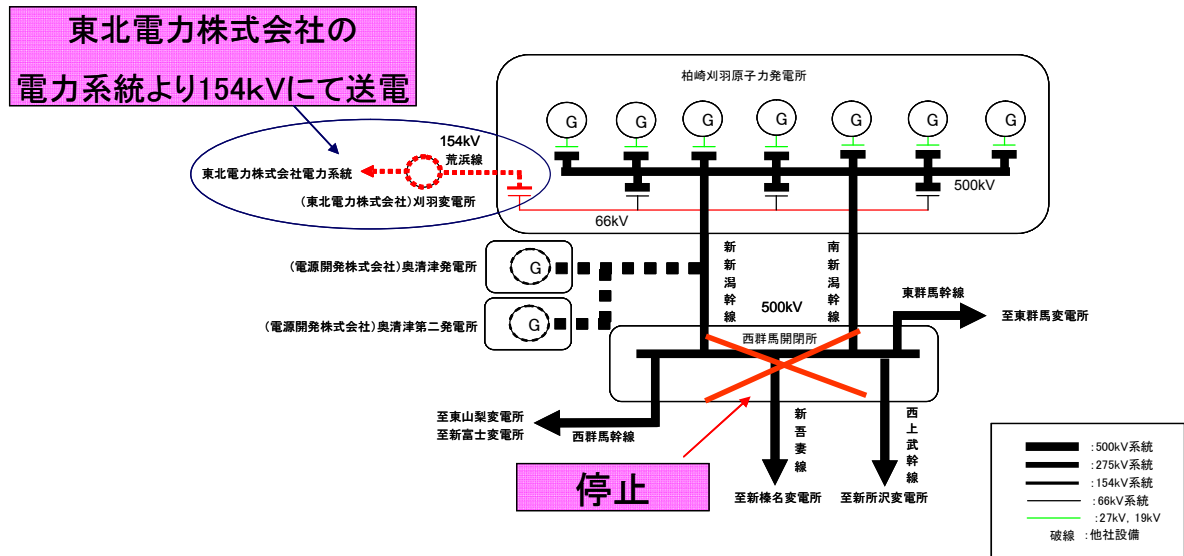 東北電力株式会社の
電力系統より154kVにて送電
柏崎刈羽原子力発電所
G G G G G G G
154kV
荒浜線
東北電力株式会社電力系統
(東北電力株式会社)刈羽変電所
500kV
66kV
新新潟幹線
南新潟幹線
(電源開発株式会社)奥清津発電所
G
(電源開発株式会社)奥清津第二発電所
G
500kV
東群馬幹線
至東群馬変電所
西群馬開閉所
至東山梨変電所
至新富士変電所
西群馬幹線
新吾妻線
西上武幹線
停止
至新榛名変電所
至新所沢変電所
:500kV系統
:275kV系統
:154kV系統
:66kV系統
:27kV, 19kV
破線 :他社設備